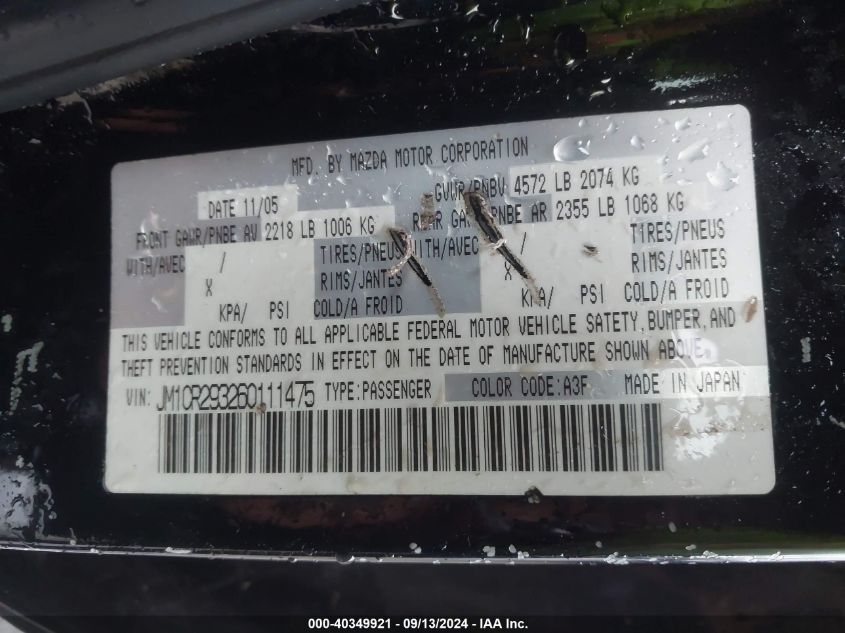 MFD. BY MAZDA MOTOR CORPORATION
DATE 11/05 GVWR/PNBV 4572 LB 2074 KG
FRONT GAWR/PNBE AV 2218 LB 1006 KG REAR PNBE AR 2355 LB 1068 KG
WITH/AVEC / TIRES/PNEUS WITH/AVEC / TIRES/PNEUS
X RIMS/JANTES X RIMS/JANTES
KPA/ PSI COLD/A FROID KPA/ PSI COLD/A FROID
THIS VEHICLE CONFORMS TO ALL APPLICABLE FEDERAL MOTOR VEHICLE SAFETY, BUMPER, AND
THEFT PREVENTION STANDARDS IN EFFECT ON THE DATE OF MANUFACTURE SHOWN ABOVE.
VIN: JM1CR293260111475 TYPE:PASSENGER COLOR CODE:A3F MADE IN JAPAN
000-40349921 - 09/13/2024 - IAA Inc.